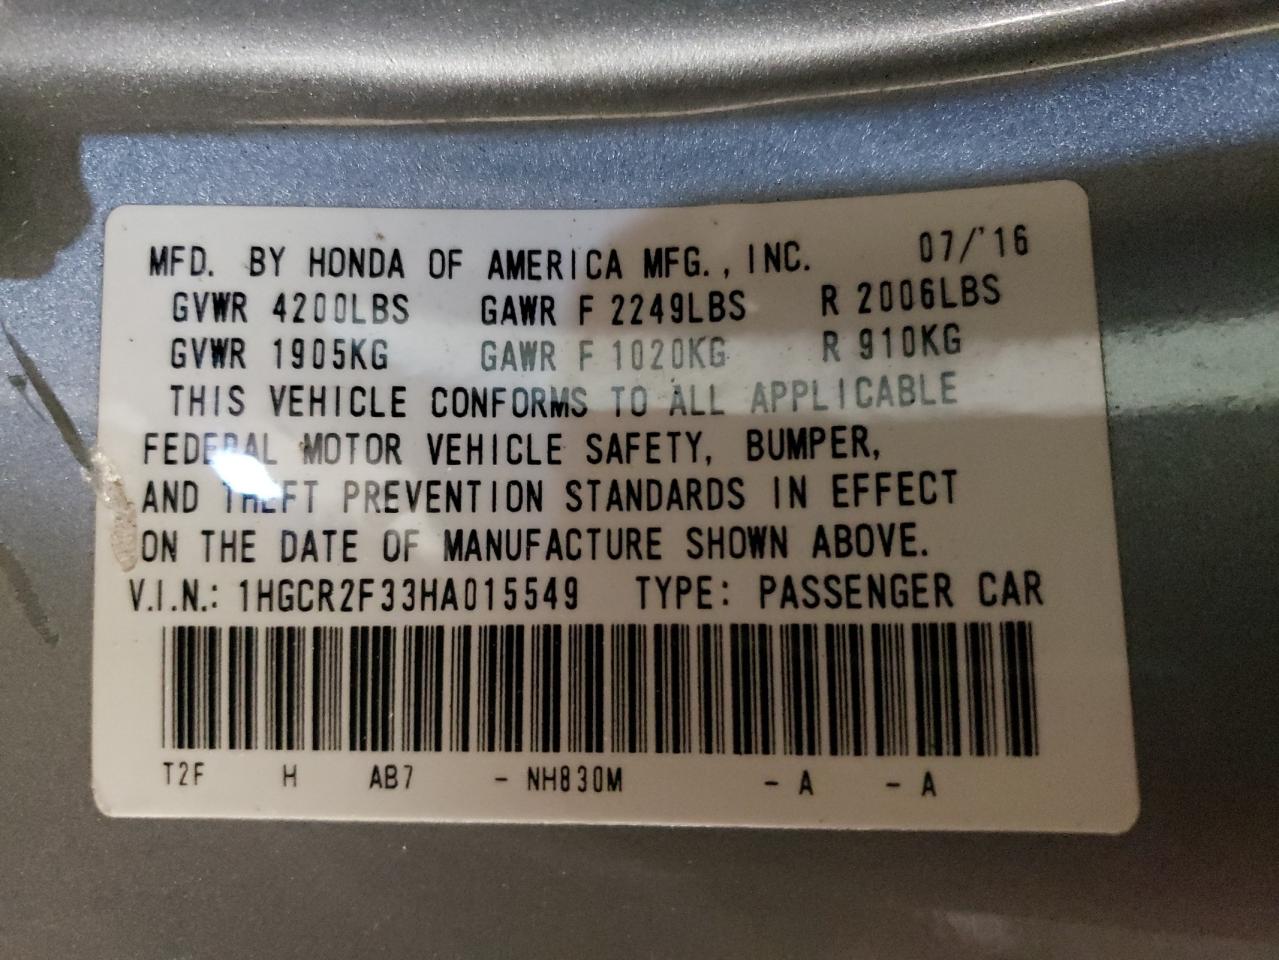 MFD. BY HONDA OF AMERICA MFG., INC. 07/'16
GVWR 4200LBS GAWR F 2249LBS R 2006LBS
GVWR 1905KG GAWR F 1020KG R 910KG
THIS VEHICLE CONFORMS TO ALL APPLICABLE
FEDERAL MOTOR VEHICLE SAFETY, BUMPER,
AND THEFT PREVENTION STANDARDS IN EFFECT
ON THE DATE OF MANUFACTURE SHOWN ABOVE.
V.I.N.: 1HGCR2F33HA015549 TYPE: PASSENGER CAR
T2F H AB7 - NH830M - A - A